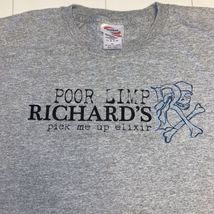 POOR LIMP
RICHARD'S
pick me up elixir